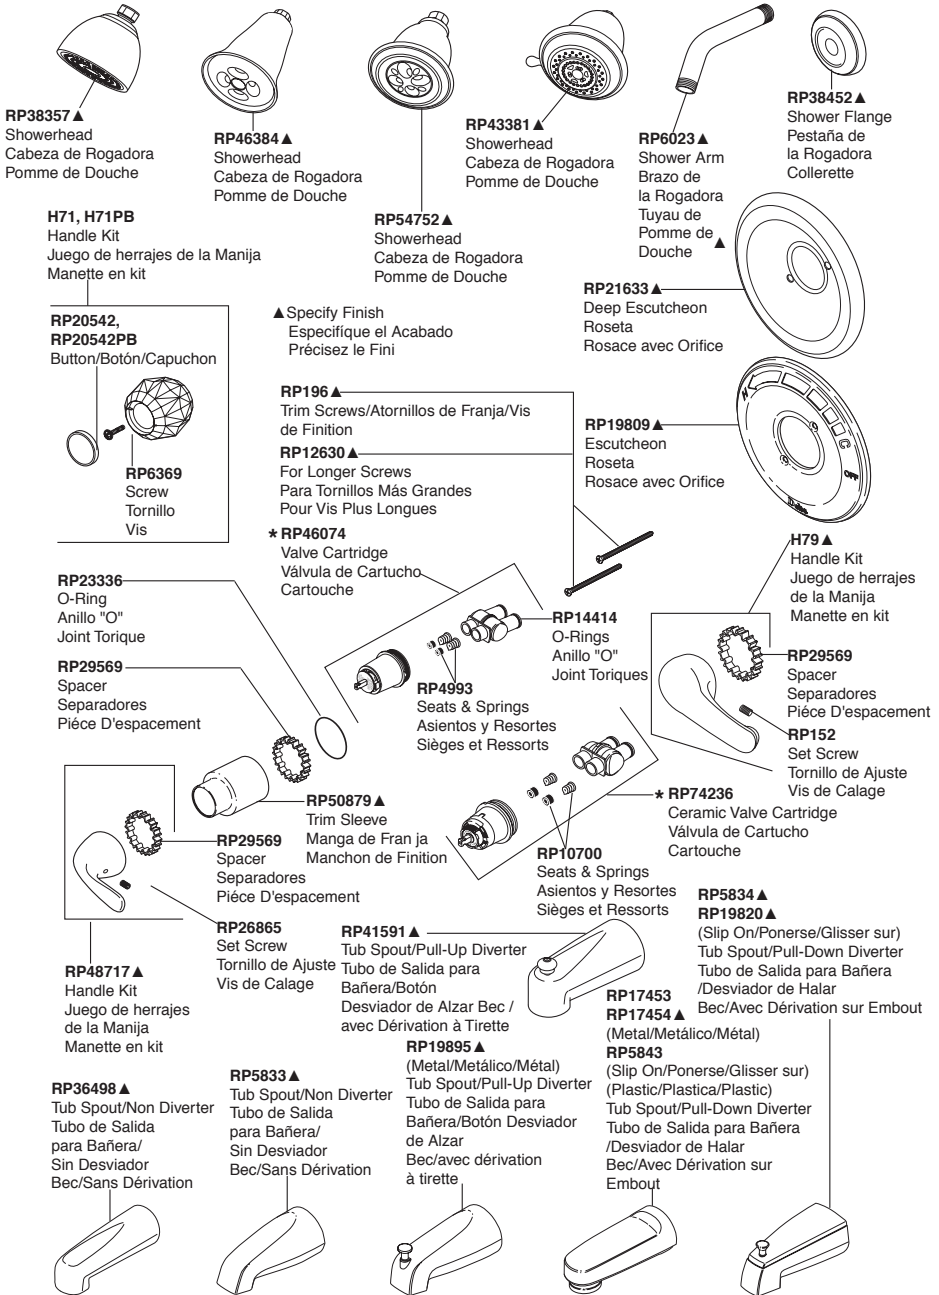 RP38357▲
Showerhead
Cabeza de Rogadora
Pomme de Douche
RP46384▲
Showerhead
Cabeza de Rogadora
Pomme de Douche
RP54752▲
Showerhead
Cabeza de Rogadora
Pomme de Douche
RP43381▲
Showerhead
Cabeza de Rogadora
Pomme de Douche
RP6023▲
Shower Arm
Brazo de
la Rogadora
Tuyau de
Pomme de
Douche ▲
RP38452▲
Shower Flange
Pestaña de
la Rogadora
Collerette
H71, H71PB
Handle Kit
Juego de herrajes de la Manija
Manette en kit
RP20542,
RP20542PB
Button/Botón/Capuchon
RP6369
Screw
Tornillo
Vis
▲Specify Finish
Especifíque el Acabado
Précisez le Fini
RP21633▲
Deep Escutcheon
Roseta
Rosace avec Orifice
RP196▲
Trim Screws/Atornillos de Franja/Vis
de Finition
RP12630▲
For Longer Screws
Para Tornillos Más Grandes
Pour Vis Plus Longues
RP19809▲
Escutcheon
Roseta
Rosace avec Orifice
H
C
OFF
Delta
* RP46074
Valve Cartridge
Válvula de Cartucho
Cartouche
H79▲
Handle Kit
Juego de herrajes
de la Manija
Manette en kit
RP23336
O-Ring
Anillo "O"
Joint Torique
RP14414
O-Rings
Anillo "O"
Joint Toriques
RP29569
Spacer
Separadores
Piéce D'espacement
RP4993
Seats & Springs
Asientos y Resortes
Sièges et Ressorts
RP29569
Spacer
Separadores
Piéce D'espacement
RP152
Set Screw
Tornillo de Ajuste
Vis de Calage
RP50879▲
Trim Sleeve
Manga de Fran ja
Manchon de Finition
* RP74236
Ceramic Valve Cartridge
Válvula de Cartucho
Cartouche
RP29569
Spacer
Separadores
Piéce D'espacement
RP10700
Seats & Springs
Asientos y Resortes
Sièges et Ressorts
RP26865
Set Screw
Tornillo de Ajuste
Vis de Calage
RP48717▲
Handle Kit
Juego de herrajes
de la Manija
Manette en kit
RP41591▲
Tub Spout/Pull-Up Diverter
Tubo de Salida para
Bañera/Botón
Desviador de Alzar Bec /
avec Dérivation à Tirette
RP5834▲
RP19820▲
(Slip On/Ponerse/Glisser sur)
Tub Spout/Pull-Down Diverter
Tubo de Salida para Bañera
/Desviador de Halar
Bec/Avec Dérivation sur Embout
RP17453
RP17454▲
(Metal/Metálico/Métal)
RP5843
(Slip On/Ponerse/Glisser sur)
(Plastic/Plastica/Plastic)
Tub Spout/Pull-Down Diverter
Tubo de Salida para Bañera
/Desviador de Halar
Bec/Avec Dérivation sur
Embout
RP19895▲
(Metal/Metálico/Métal)
Tub Spout/Pull-Up Diverter
Tubo de Salida para
Bañera/Botón Desviador
de Alzar
Bec/avec dérivation
à tirette
RP36498▲
Tub Spout/Non Diverter
Tubo de Salida
para Bañera/
Sin Desviador
Bec/Sans Dérivation
RP5833▲
Tub Spout/Non Diverter
Tubo de Salida
para Bañera/
Sin Desviador
Bec/Sans Dérivation